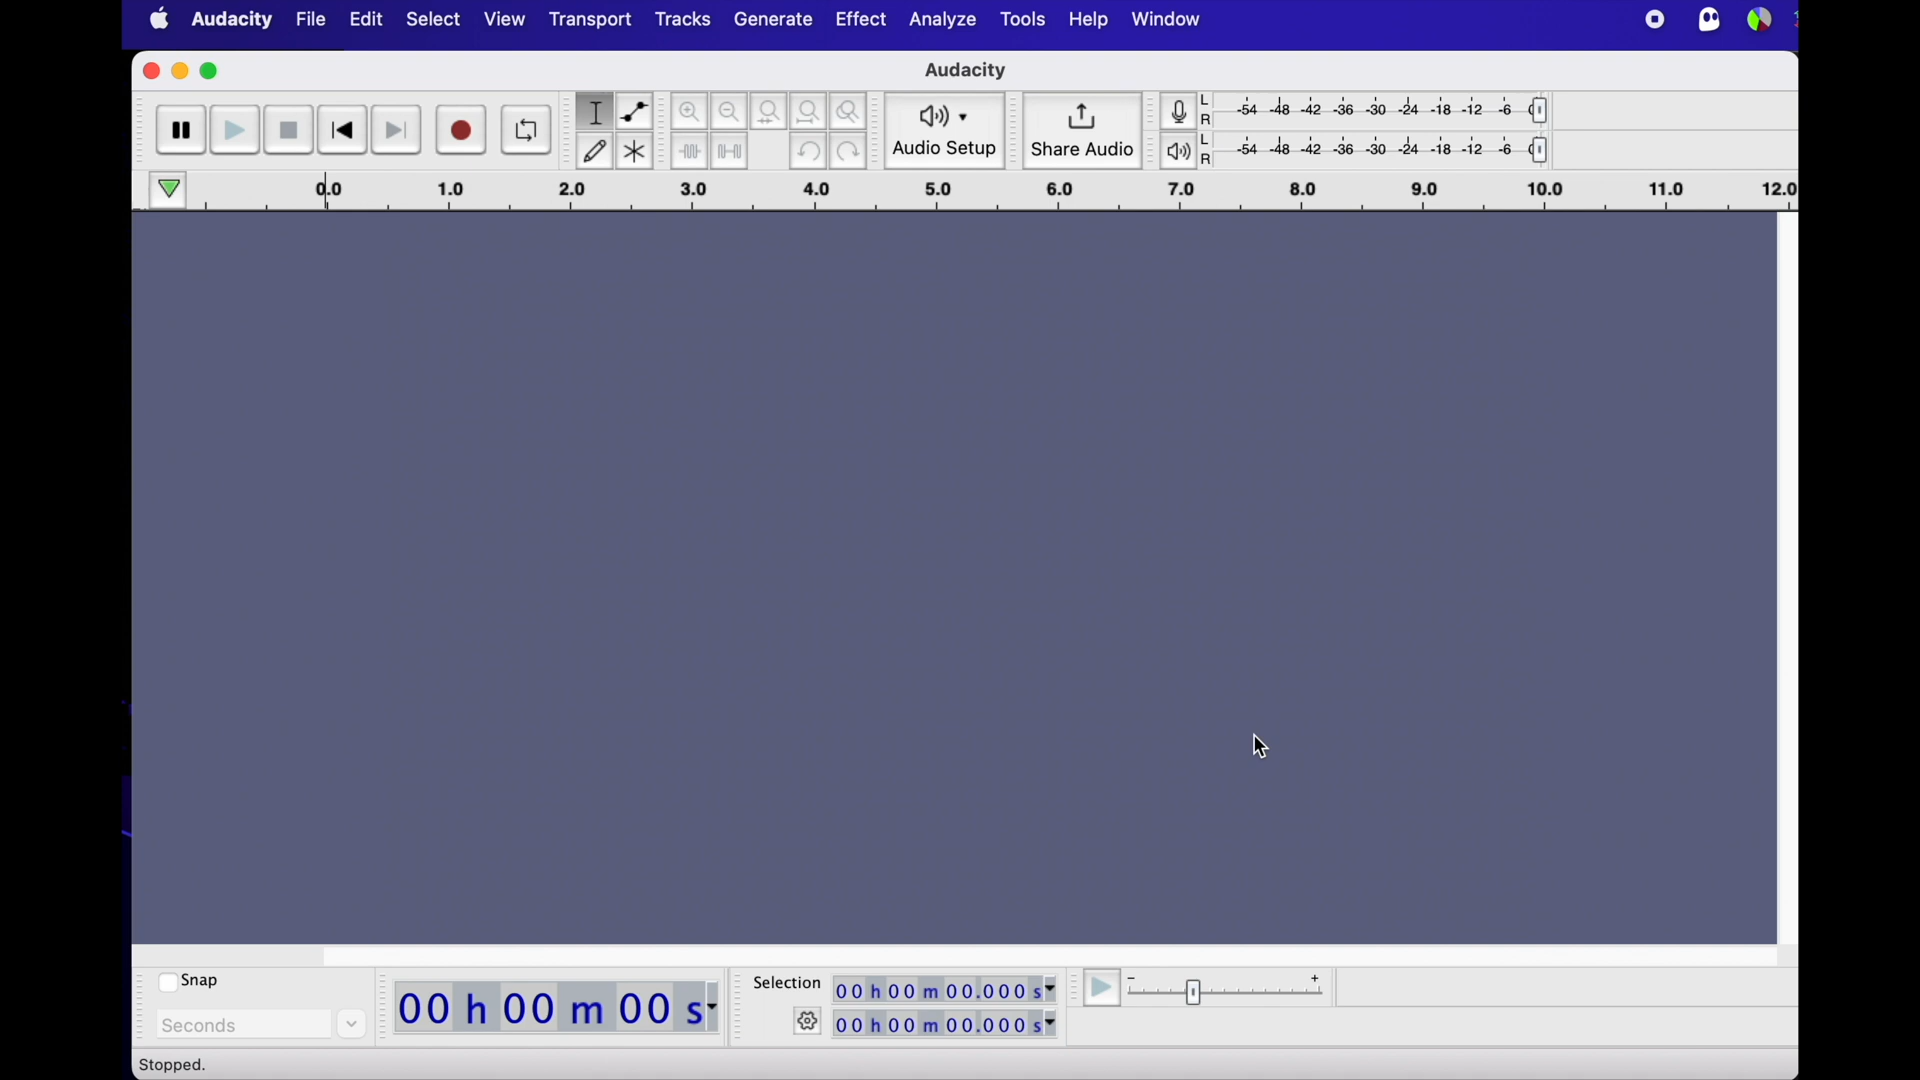 Audacity File Edit Select View Transport Tracks Generate Effect Analyze Tools Help Window
Audacity
L R -54 -48 -42 -36 -30 -24 -18 -12 -6
Audio Setup
Share Audio
L R -54 -48 -42 -36 -30 -24 -18 -12 -6
0.0 1.0 2.0 3.0 4.0 5.0 6.0 7.0 8.0 9.0 10.0 11.0 12.0
Snap
Seconds
00 h 00 m 00 s
Selection
00 h 00 m 00.000 s
00 h 00 m 00.000 s
- +
Stopped.